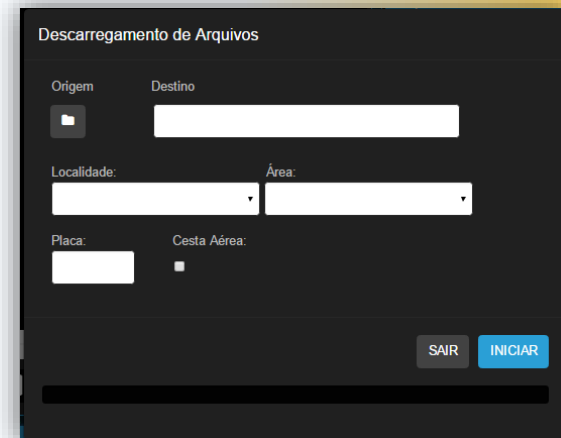 Descarregamento de Arquivos
Origem Destino
Localidade: Área:
Placa: Cesta Aérea:
SAIR INICIAR